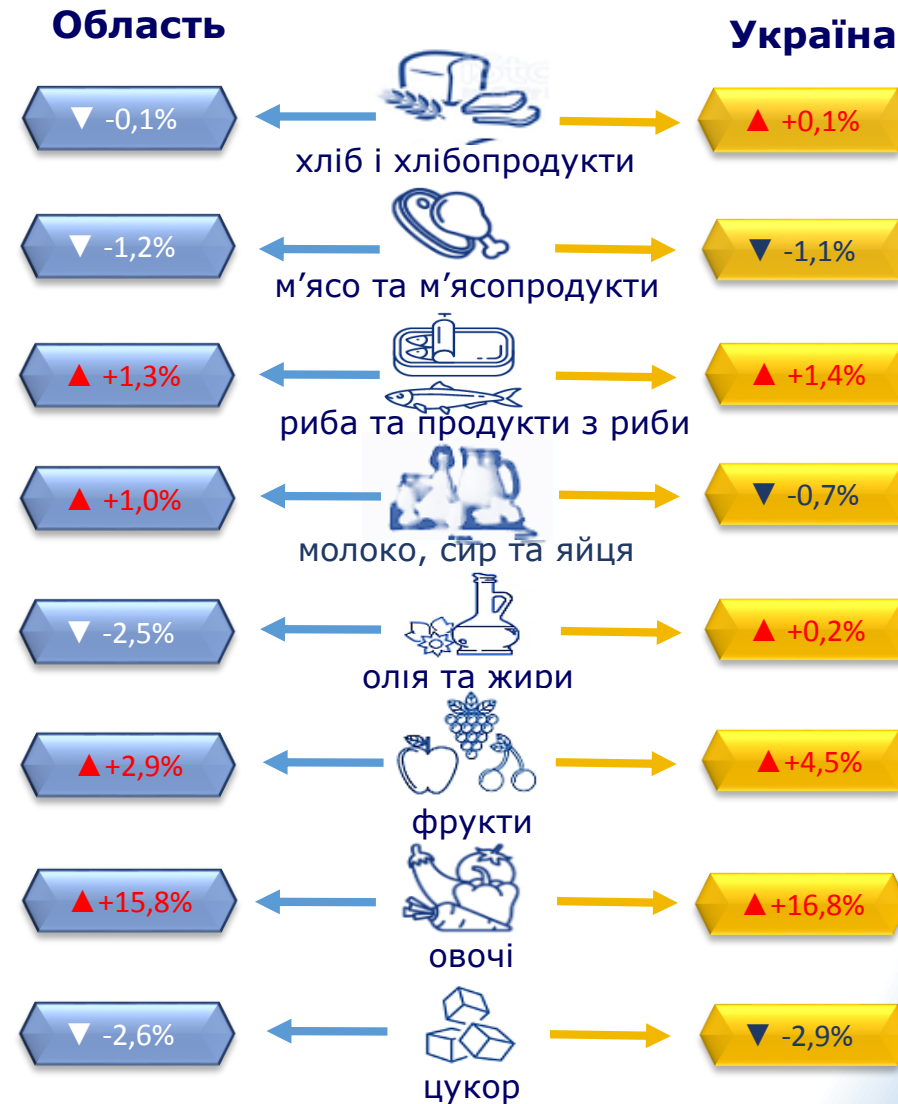 Область
Україна
▼ -0,1%
▲ +0,1%
хліб і хлібопродукти
▼ -1,2%
▼ -1,1%
м’ясо та м’ясопродукти
▲ +1,3%
▲ +1,4%
риба та продукти з риби
▲ +1,0%
▼ -0,7%
молоко, сир та яйця
▼ -2,5%
▲ +0,2%
олія та жири
▲+2,9%
▲+4,5%
фрукти
▲+15,8%
▲+16,8%
овочі
▼ -2,6%
▼ -2,9%
цукор